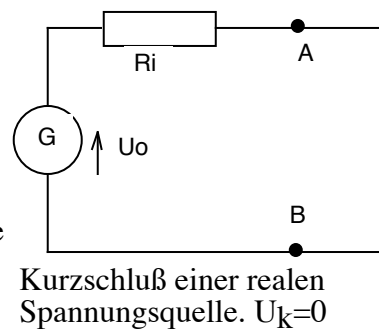 Ri
A
G
Uo
B
e
Kurzschluß einer realen
Spannungsquelle. Uk=0